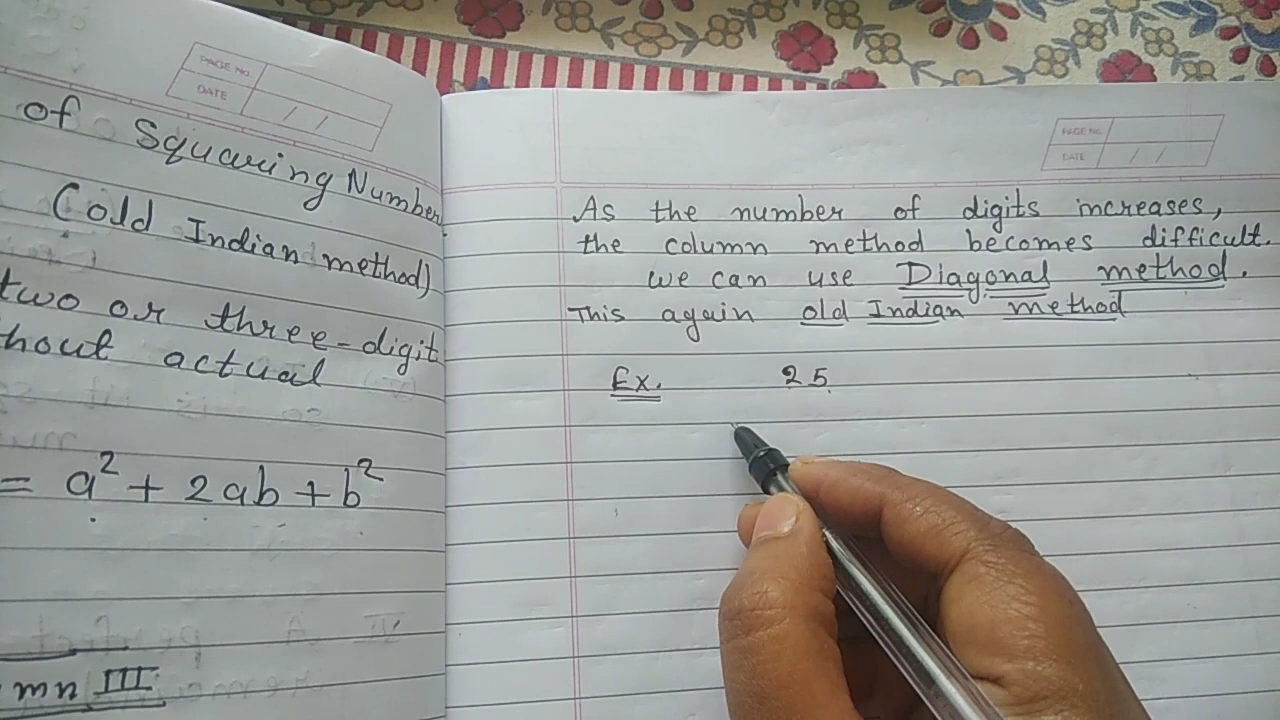 PAGE NO.
DATE / /
of Squaring Number
(old Indian method)
two or three-digit
hout actual
= a² + 2ab + b²
mn III
PAGE NO.
DATE / /
As the number of digits increases,
the column method becomes difficult.
we can use Diagonal method.
This again old Indian method
Ex. 25